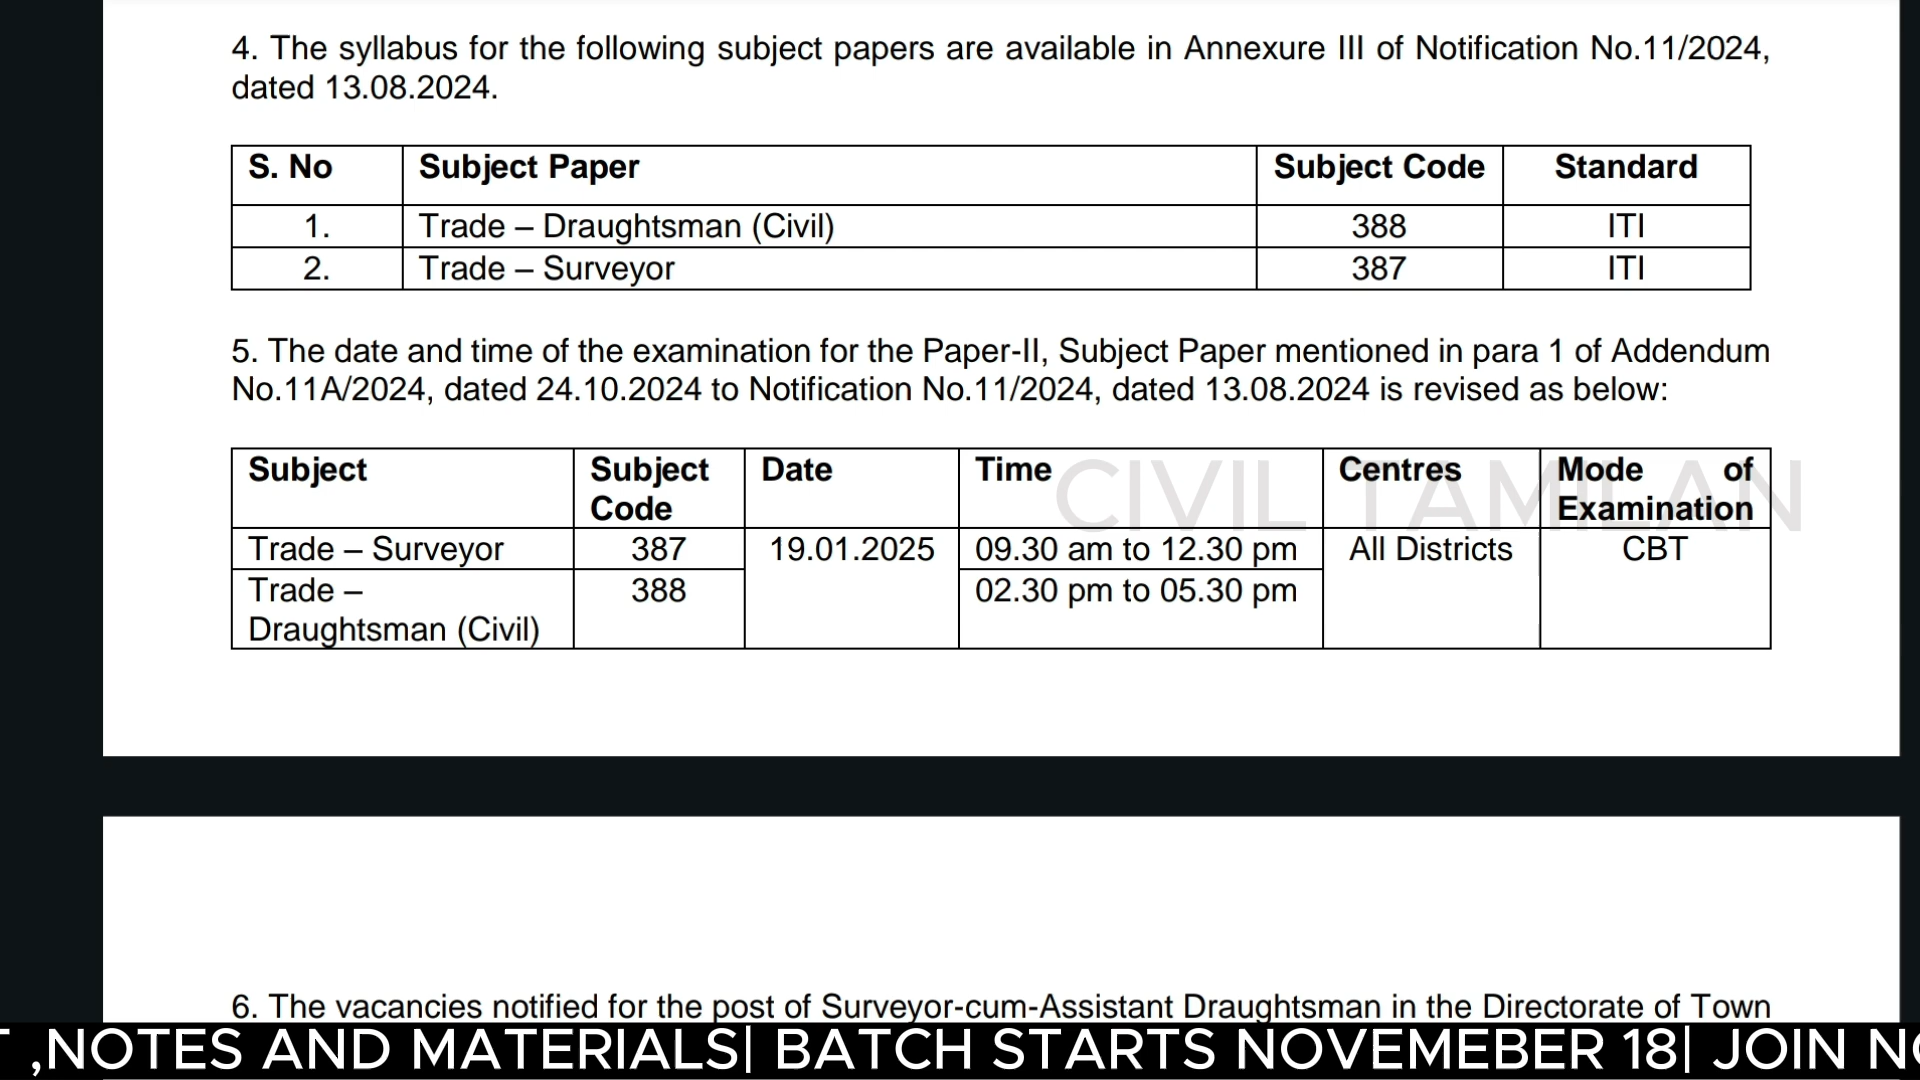 4. The syllabus for the following subject papers are available in Annexure III of Notification No.11/2024,
dated 13.08.2024.
S. No Subject Paper Subject Code Standard
1. Trade – Draughtsman (Civil) 388 ITI
2. Trade – Surveyor 387 ITI
5. The date and time of the examination for the Paper-II, Subject Paper mentioned in para 1 of Addendum
No.11A/2024, dated 24.10.2024 to Notification No.11/2024, dated 13.08.2024 is revised as below:
CIVIL TAMILAN
Subject Subject Date Time Centres Mode of
Code Examination
Trade – Surveyor 387 19.01.2025 09.30 am to 12.30 pm All Districts CBT
Trade – 388 02.30 pm to 05.30 pm
Draughtsman (Civil)
6. The vacancies notified for the post of Surveyor-cum-Assistant Draughtsman in the Directorate of Town
,NOTES AND MATERIALS| BATCH STARTS NOVEMEBER 18| JOIN